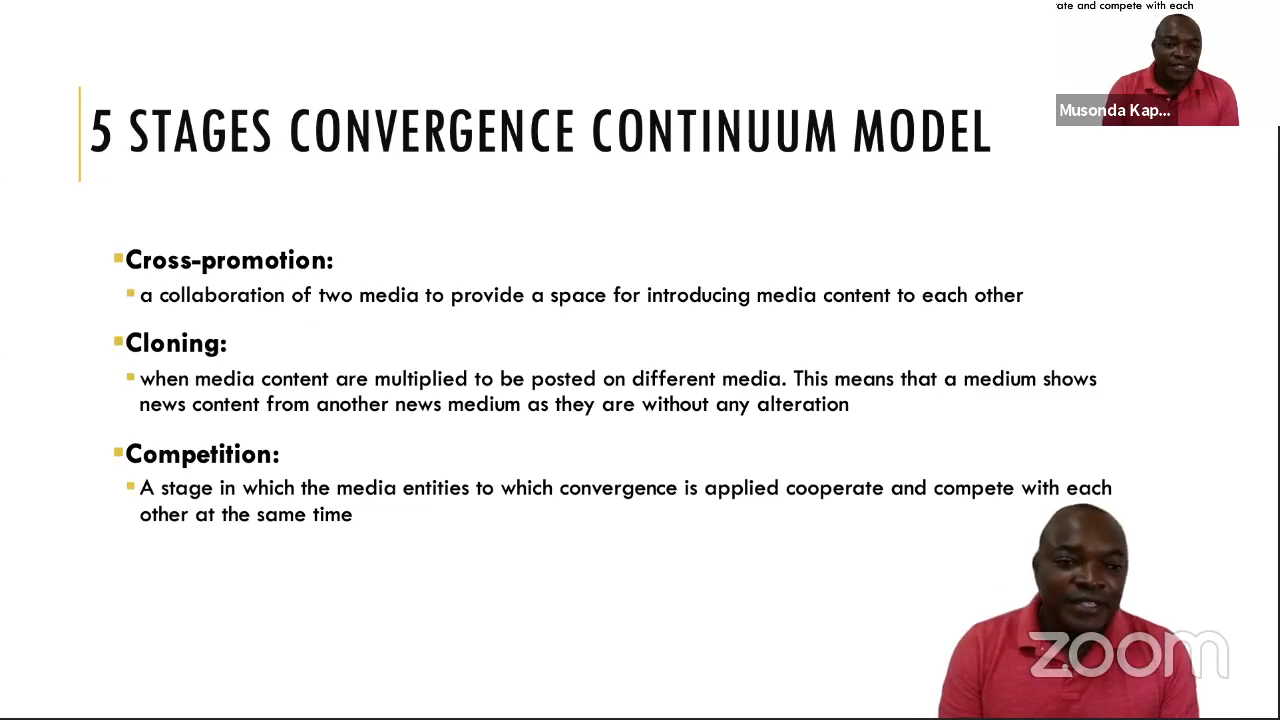 rate and compete with each
Musonda Kap...
5 STAGES CONVERGENCE CONTINUUM MODEL
Cross-promotion:
a collaboration of two media to provide a space for introducing media content to each other
Cloning:
when media content are multiplied to be posted on different media. This means that a medium shows
news content from another news medium as they are without any alteration
Competition:
A stage in which the media entities to which convergence is applied cooperate and compete with each
other at the same time
zoom